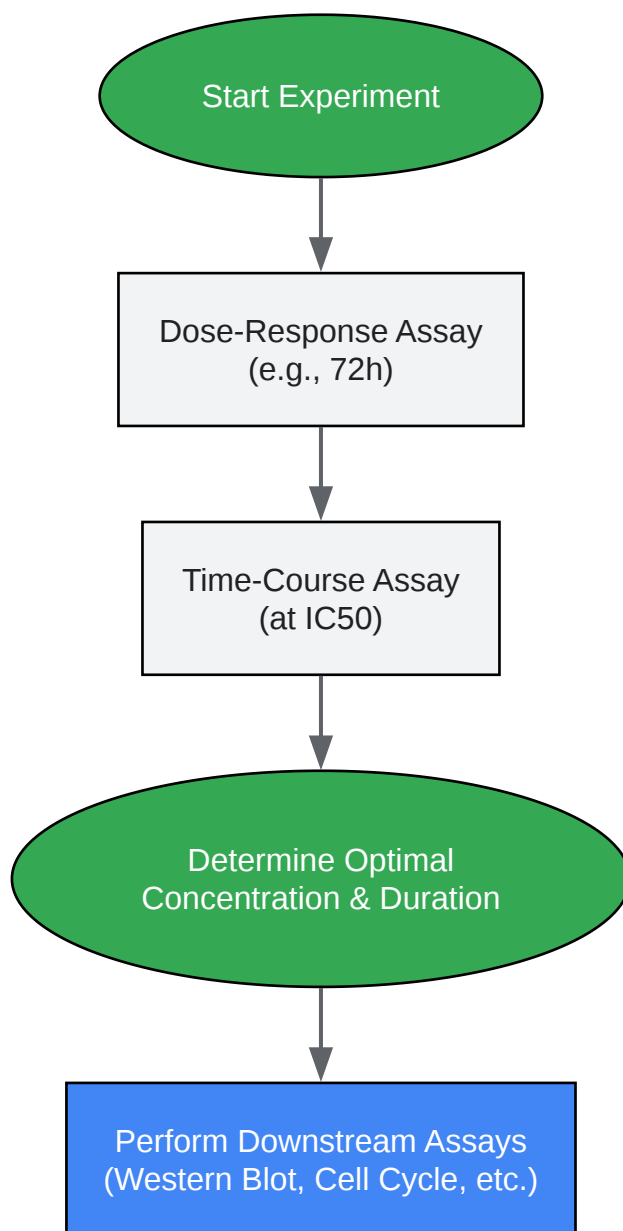 Start Experiment
Dose-Response Assay
(e.g., 72h)
Time-Course Assay
(at IC50)
Determine Optimal
Concentration & Duration
Perform Downstream Assays
(Western Blot, Cell Cycle, etc.)